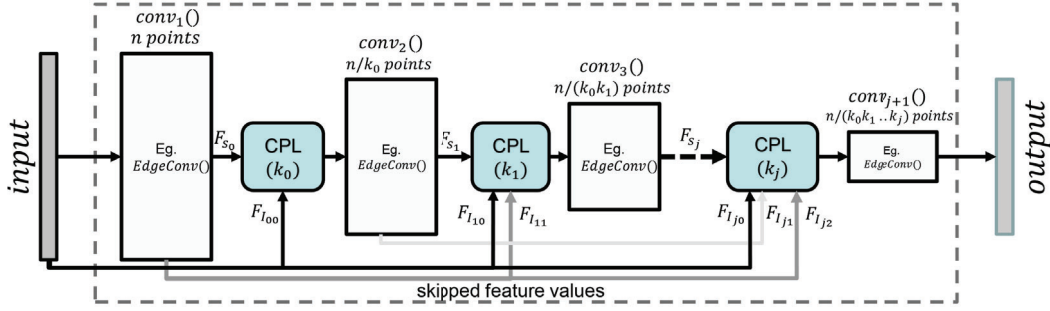 input
conv₁()
n points
Eg.
EdgeConv()
F_{s₀}
CPL
(k₀)
F_{I₀₀}
conv₂()
n/k₀ points
Eg.
EdgeConv()
F_{s₁}
CPL
(k₁)
F_{I₁₀}
F_{I₁₁}
conv₃()
n/(k₀k₁) points
Eg.
EdgeConv()
F_{s_j}
CPL
(k_j)
F_{I_{j0}}
F_{I_{j1}}
F_{I_{j2}}
conv_{j+1}()
n/(k₀k₁ ..k_j) points
Eg.
EdgeConv()
output
skipped feature values